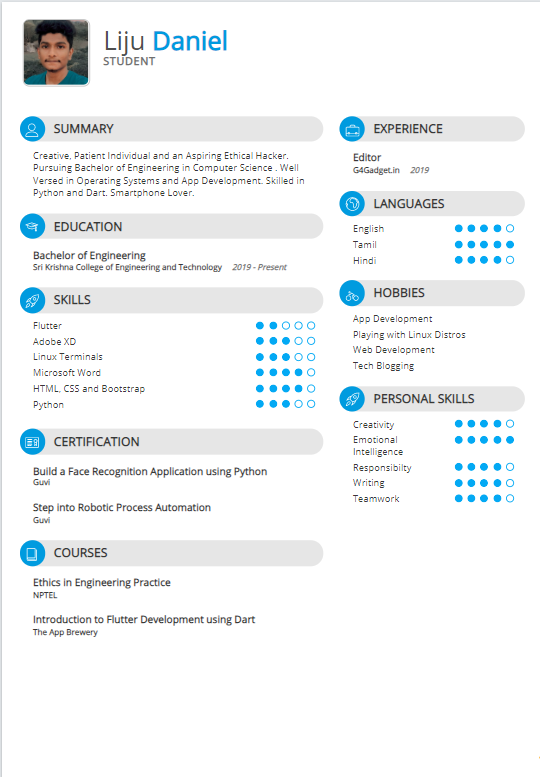 Liju Daniel
STUDENT
SUMMARY
Creative, Patient Individual and an Aspiring Ethical Hacker.
Pursuing Bachelor of Engineering in Computer Science . Well
Versed in Operating Systems and App Development. Skilled in
Python and Dart. Smartphone Lover.
EDUCATION
Bachelor of Engineering
Sri Krishna College of Engineering and Technology 2019 - Present
SKILLS
Flutter
Adobe XD
Linux Terminals
Microsoft Word
HTML, CSS and Bootstrap
Python
CERTIFICATION
Build a Face Recognition Application using Python
Guvi
Step into Robotic Process Automation
Guvi
COURSES
Ethics in Engineering Practice
NPTEL
Introduction to Flutter Development using Dart
The App Brewery
EXPERIENCE
Editor
G4Gadget.in 2019
LANGUAGES
English
Tamil
Hindi
HOBBIES
App Development
Playing with Linux Distros
Web Development
Tech Blogging
PERSONAL SKILLS
Creativity
Emotional
Intelligence
Responsibilty
Writing
Teamwork